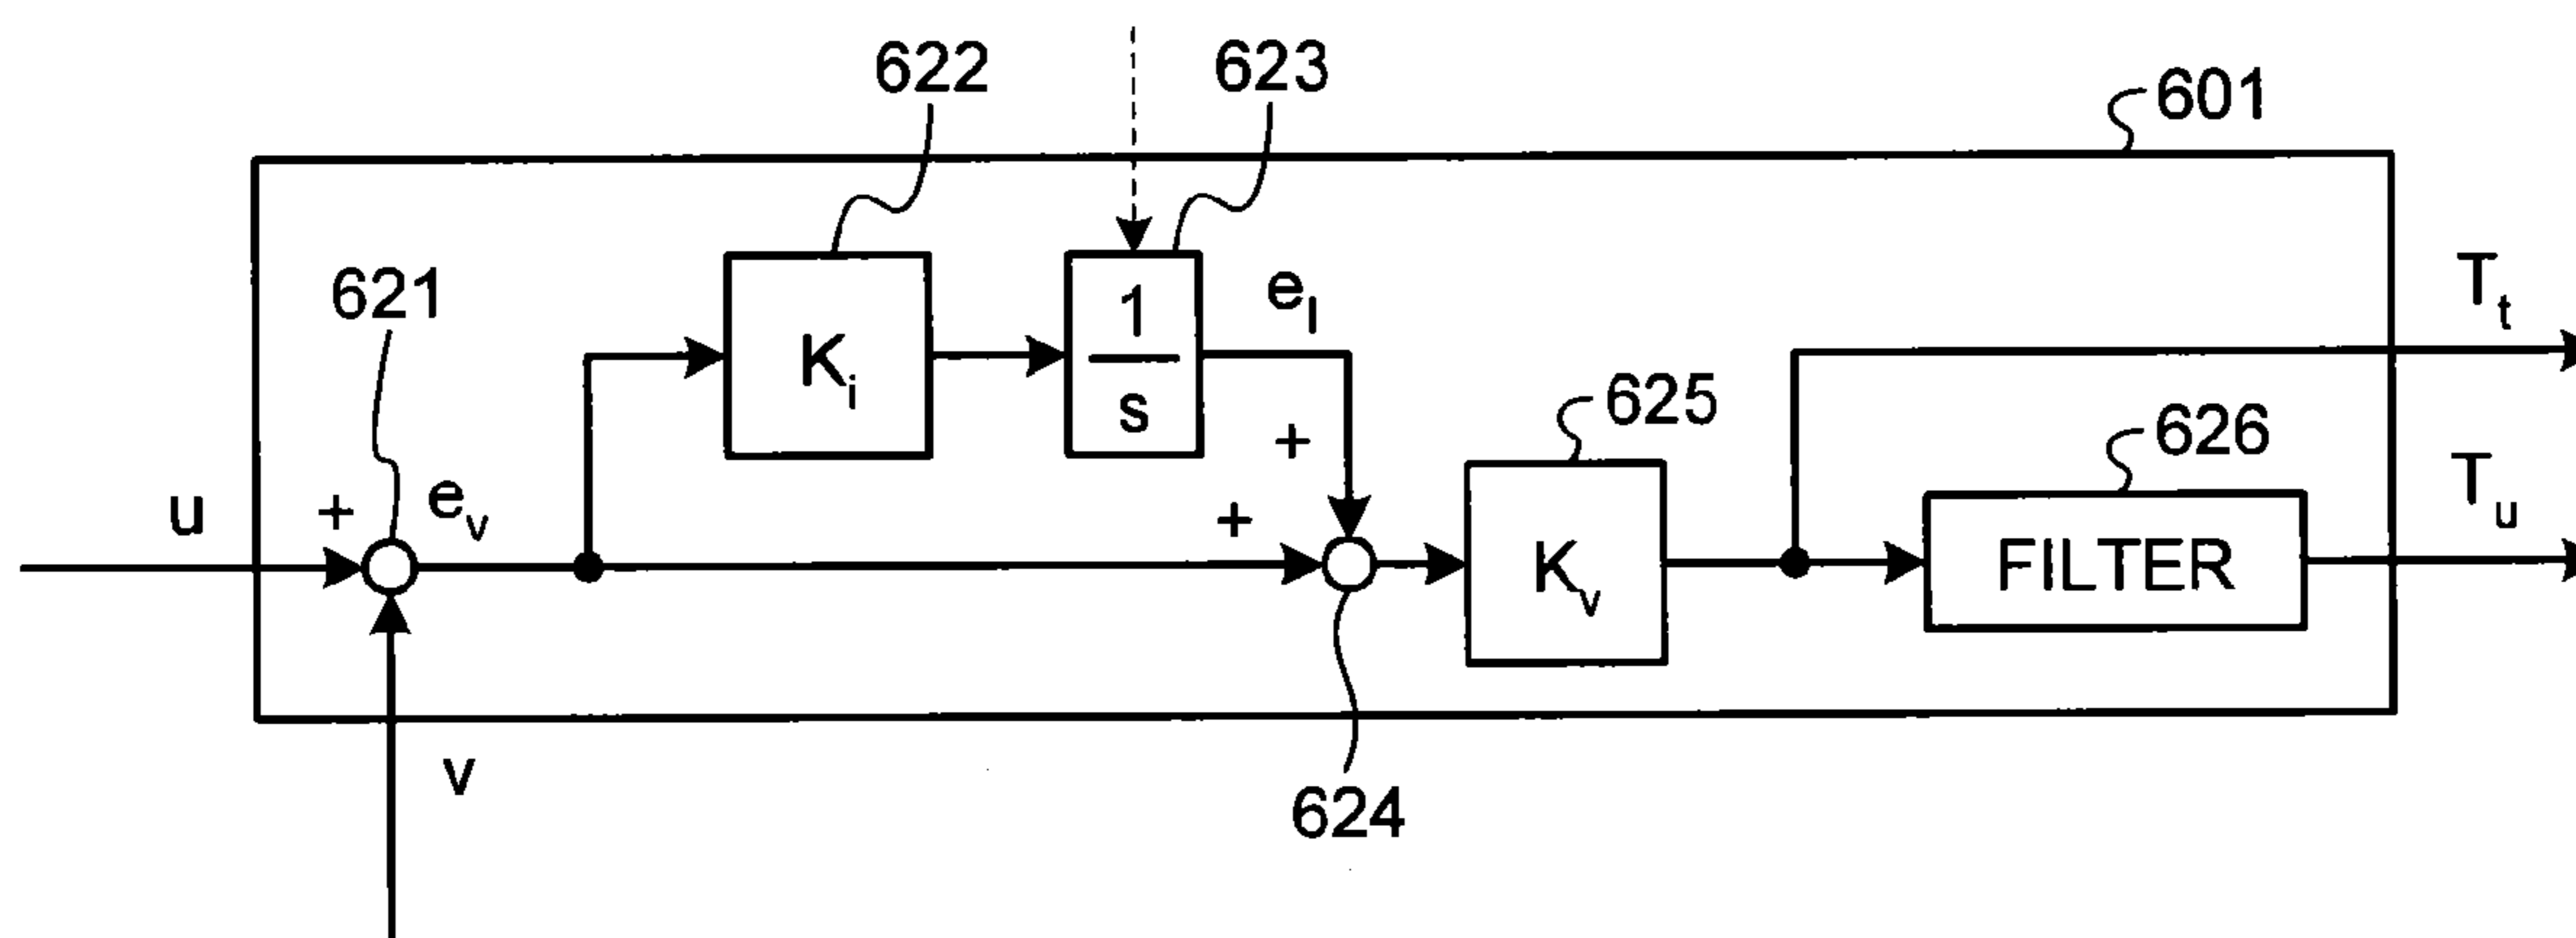 622
623
601
621
K_i
1
s
e_I
+
T_t
625
626
T_u
u
+
e_v
+
K_v
FILTER
v
624